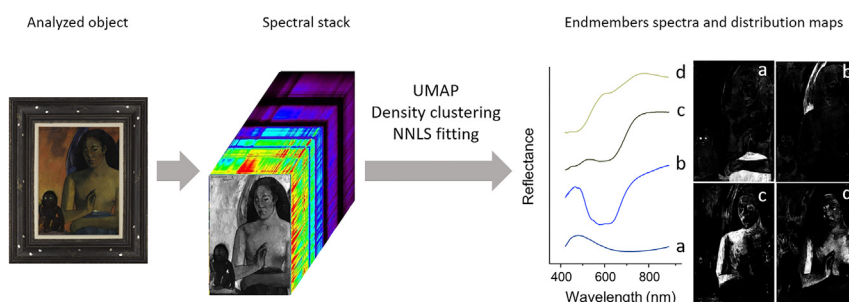 Analyzed object
Spectral stack
Endmembers spectra and distribution maps
UMAP
Density clustering
NNLS fitting
Reflectance
d
c
b
a
400
600
800
Wavelength (nm)
a
b
c
d